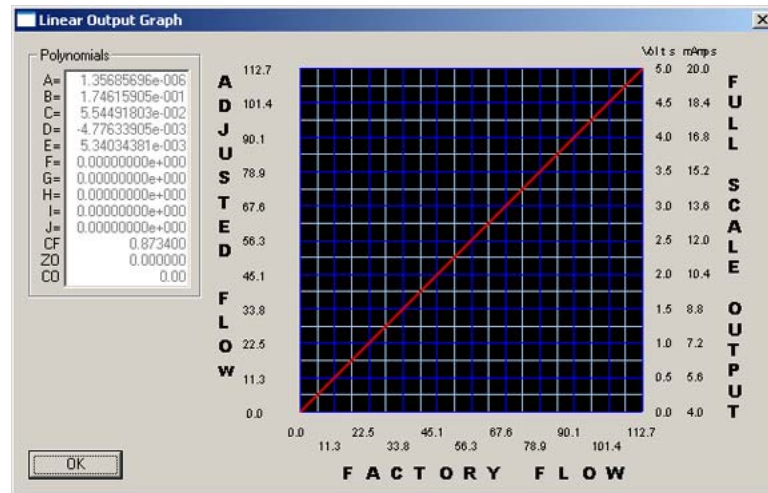 Linear Output Graph
Polynomials
A= 1.35685696e-006
B= 1.74615905e-001
C= 5.54491803e-002
D= -4.77633905e-003
E= 5.34034381e-003
F= 0.00000000e+000
G= 0.00000000e+000
H= 0.00000000e+000
I= 0.00000000e+000
J= 0.00000000e+000
CF 0.873400
ZO 0.000000
CO 0.00
OK
ADJUSTED FLOW
112.7
101.4
90.1
78.9
67.6
56.3
45.1
33.8
22.5
11.3
0.0
0.0 22.5 45.1 67.6 90.1 112.7
11.3 33.8 56.3 78.9 101.4
FACTORY FLOW
Volts mAmps
5.0 20.0
4.5 18.4
4.0 16.8
3.5 15.2
3.0 13.6
2.5 12.0
2.0 10.4
1.5 8.8
1.0 7.2
0.5 5.6
0.0 4.0
FULL SCALE OUTPUT